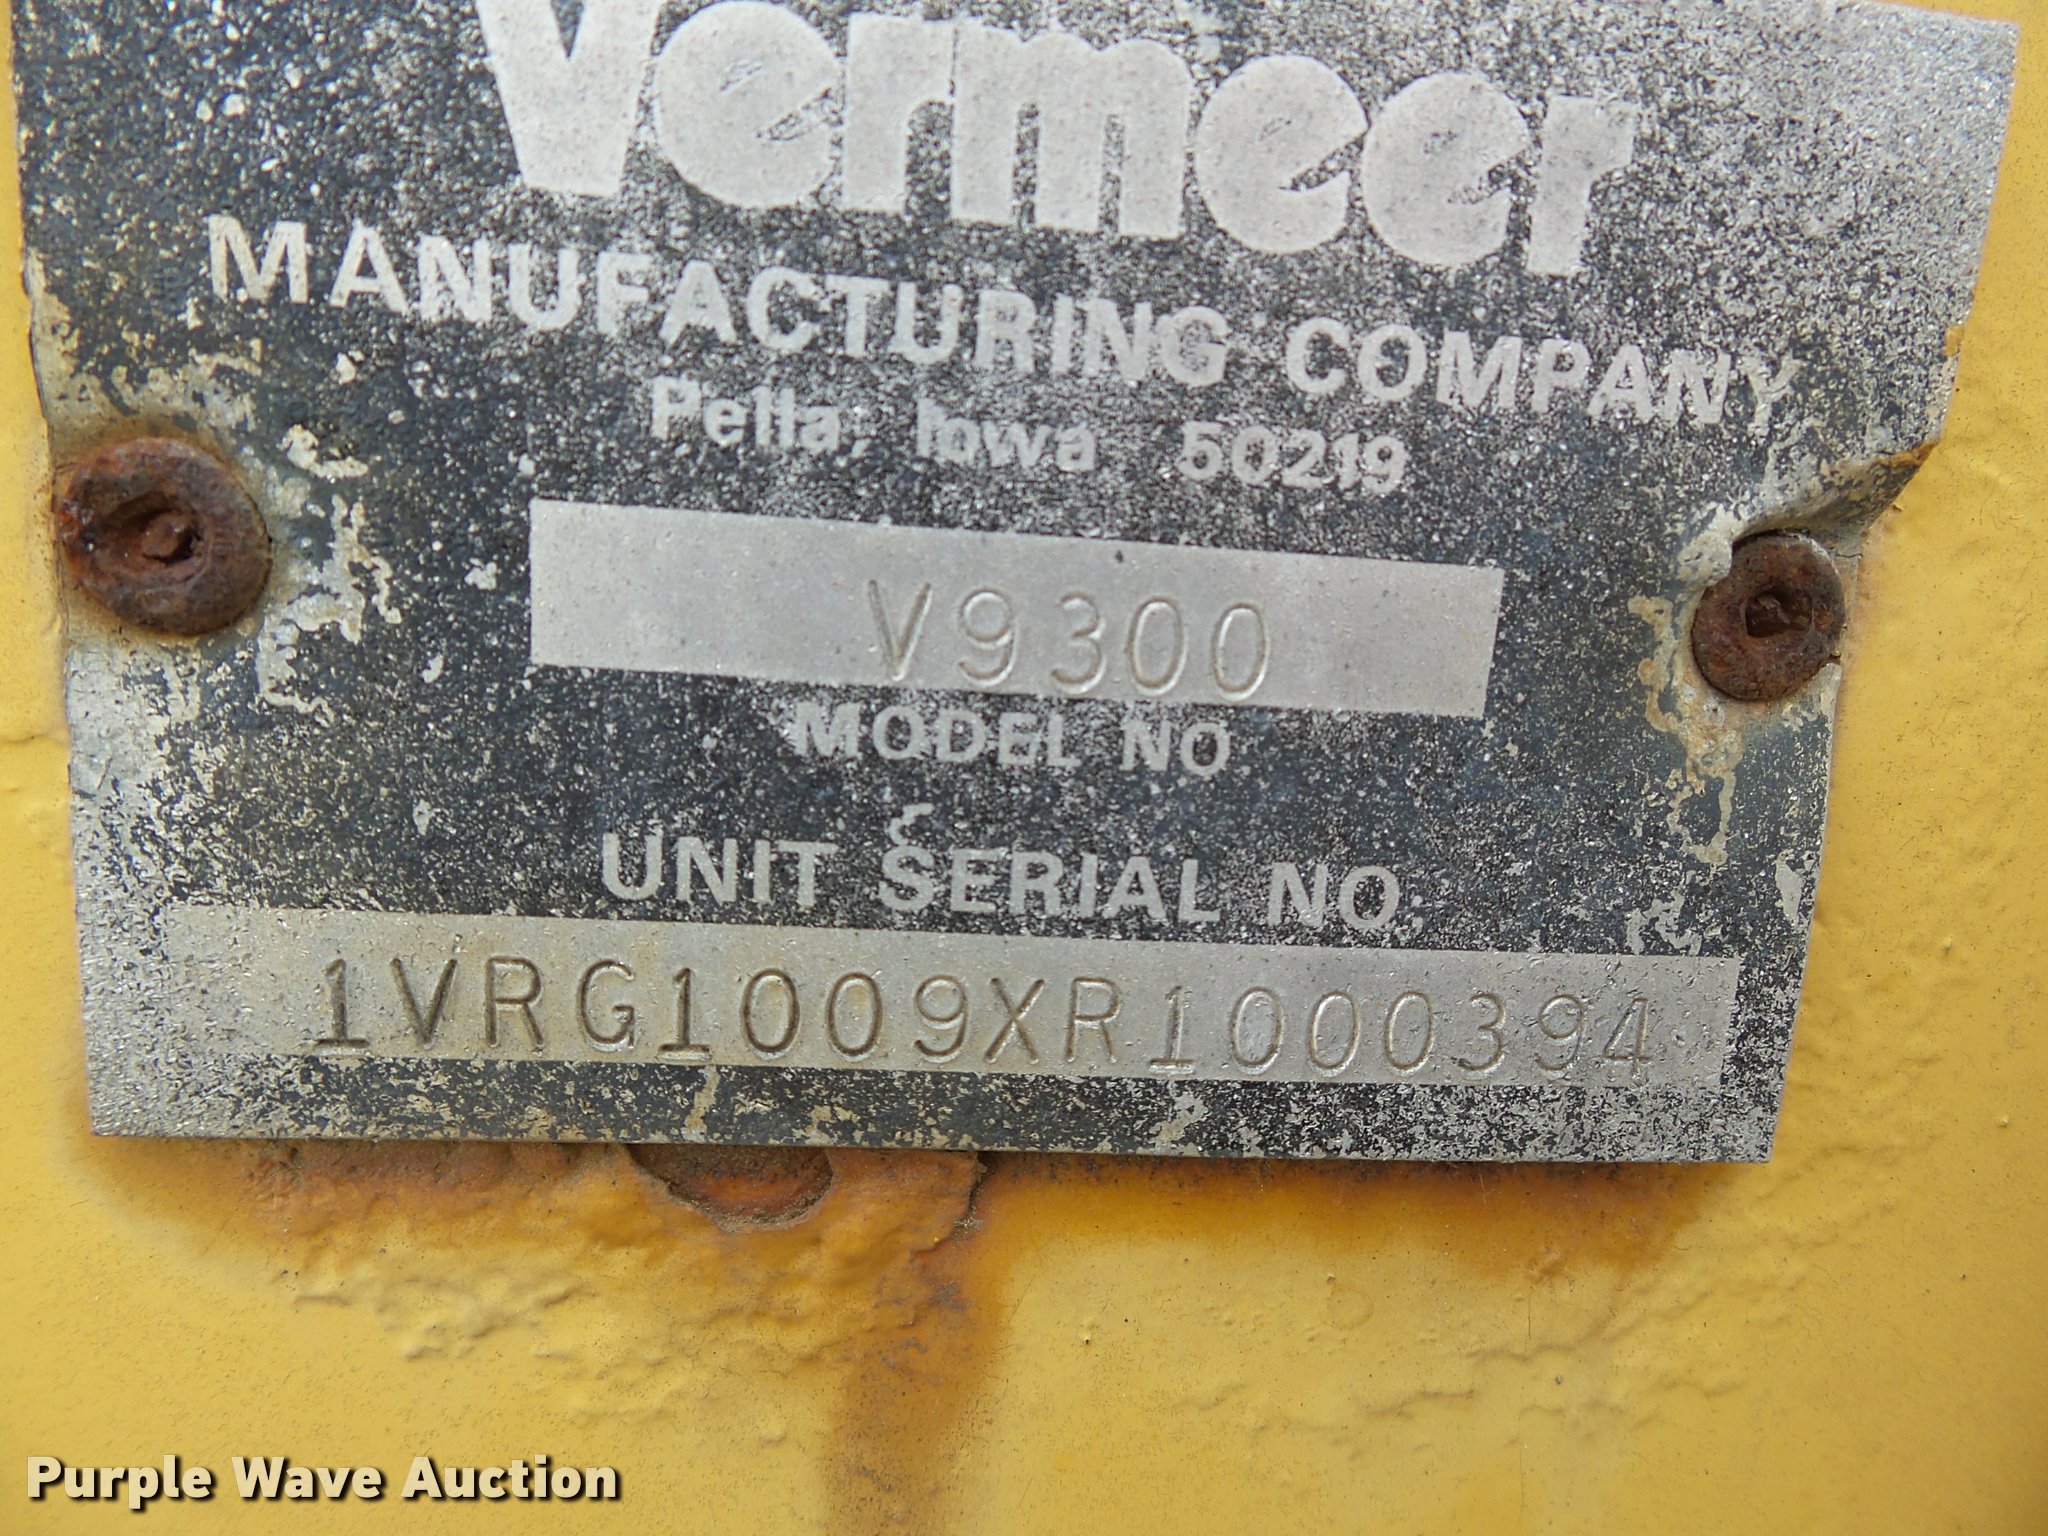 Vermeer
MANUFACTURING COMPANY
Pella, Iowa 50219
V9300
MODEL NO
UNIT SERIAL NO.
1VRG1009XR1000394
Purple Wave Auction